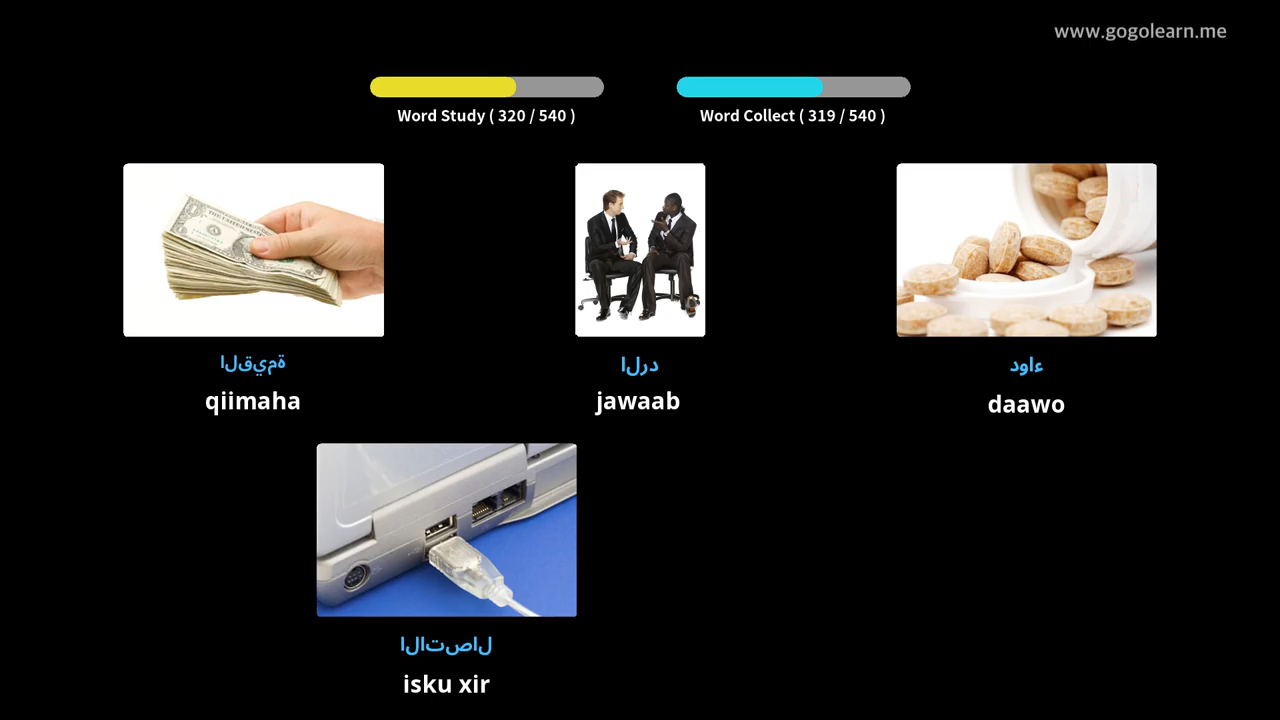 www.gogolearn.me
Word Study ( 320 / 540 )
Word Collect ( 319 / 540 )
القيمة
الرد
دواء
qiimaha
jawaab
daawo
الاتصال
isku xir